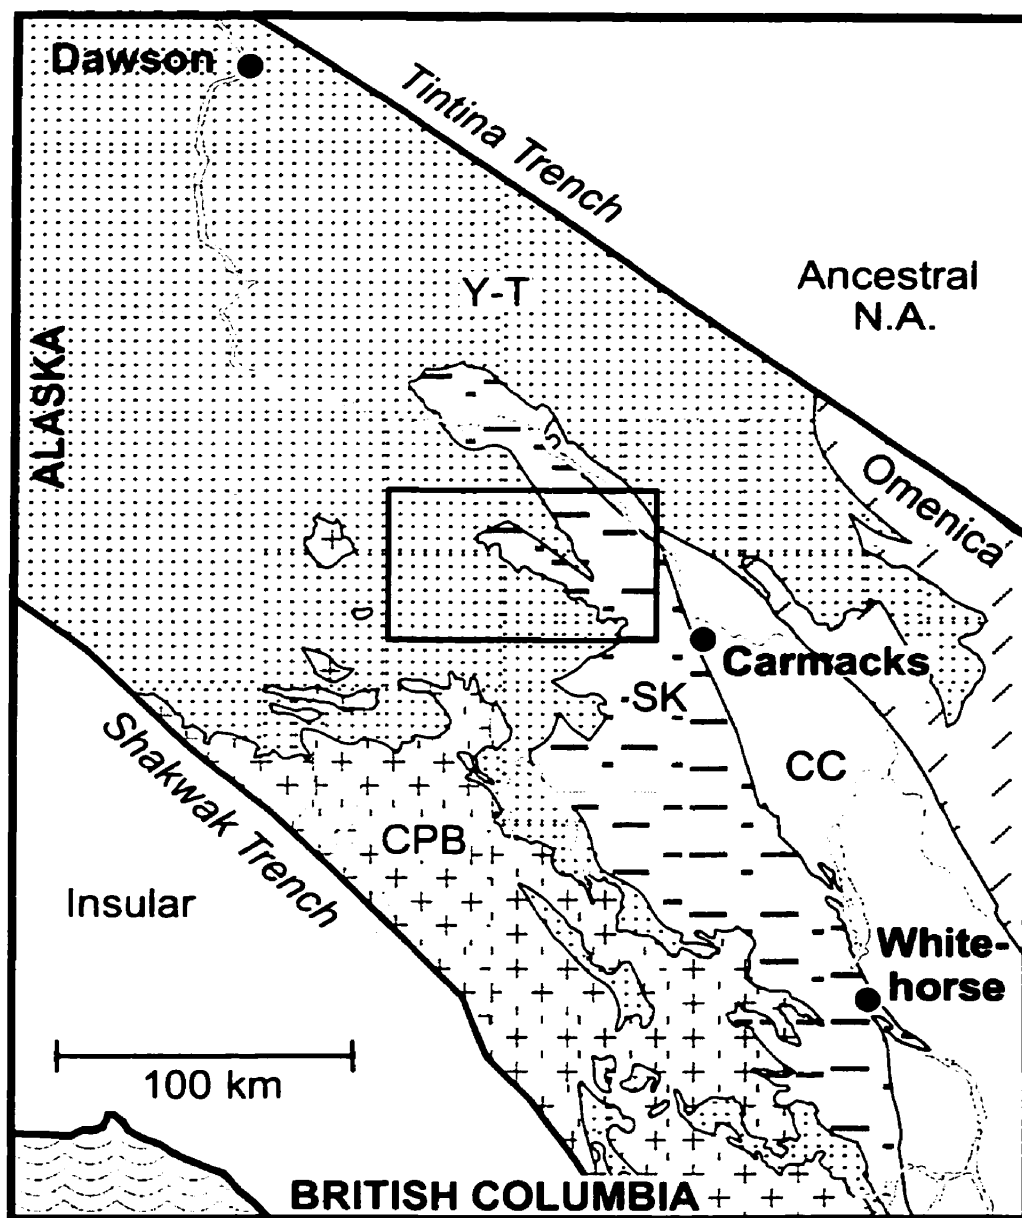 Dawson
Tintina Trench
Y-T
Ancestral
N.A.
ALASKA
Omenica
Carmacks
SK
CC
Shakwak Trench
CPB
Insular
White-
horse
100 km
BRITISH COLUMBIA